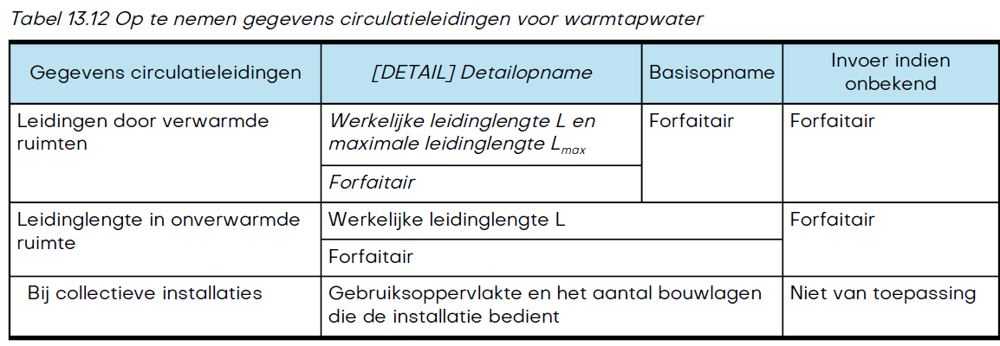 Tabel 13.12 Op te nemen gegevens circulatieleidingen voor warmtapwater
Gegevens circulatieleidingen
[DETAIL] Detailopname
Basisopname
Invoer indien
onbekend
Leidingen door verwarmde
ruimten
Werkelijke leidinglengte L en
maximale leidinglengte Lmax
Forfaitair
Forfaitair
Forfaitair
Leidinglengte in onverwarmde
ruimte
Werkelijke leidinglengte L
Forfaitair
Forfaitair
Bij collectieve installaties
Gebruiksoppervlakte en het aantal bouwlagen
die de installatie bedient
Niet van toepassing